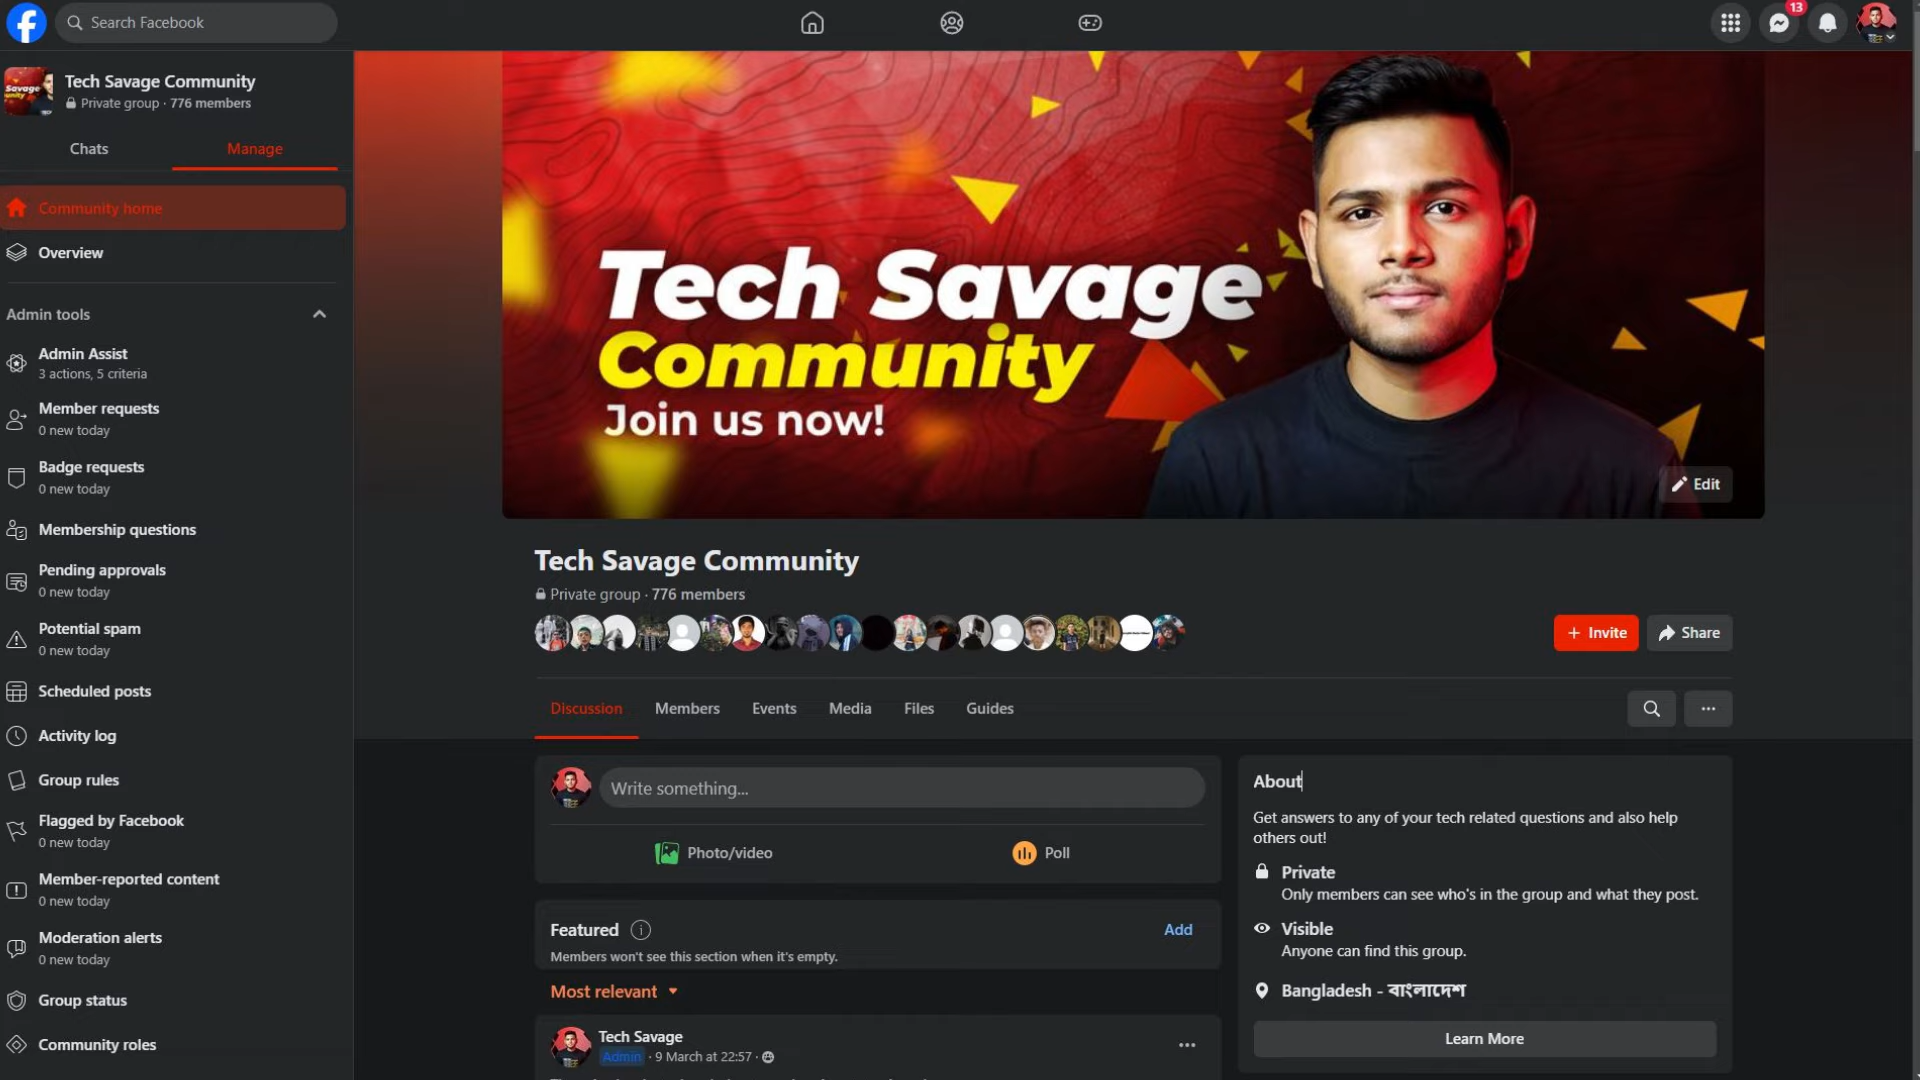 Search Facebook
13
Savage
Tech Savage Community
Private group · 776 members
Chats
Manage
Community home
Overview
Admin tools
Admin Assist
3 actions, 5 criteria
Member requests
0 new today
Badge requests
0 new today
Membership questions
Pending approvals
0 new today
Potential spam
0 new today
Scheduled posts
Activity log
Group rules
Flagged by Facebook
0 new today
Member-reported content
0 new today
Moderation alerts
0 new today
Group status
Community roles
Tech Savage
Community
Join us now!
Edit
Tech Savage Community
Private group · 776 members
+ Invite
Share
Discussion
Members
Events
Media
Files
Guides
Write something...
Photo/video
Poll
Featured
Add
Members won't see this section when it's empty.
Most relevant
Tech Savage
Admin · 9 March at 22:57 ·
About
Get answers to any of your tech related questions and also help
others out!
Private
Only members can see who's in the group and what they post.
Visible
Anyone can find this group.
Bangladesh - বাংলাদেশ
Learn More